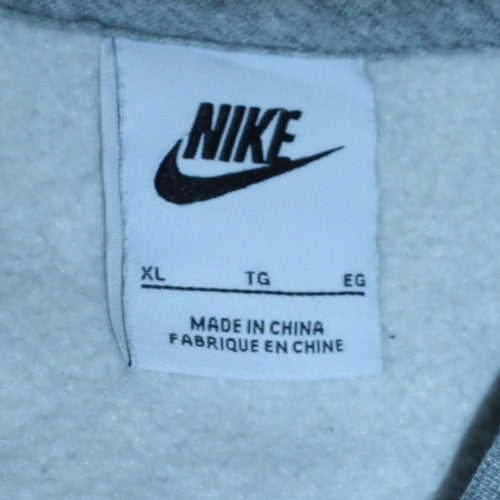 NIKE
XL TG EG
MADE IN CHINA
FABRIQUE EN CHINE